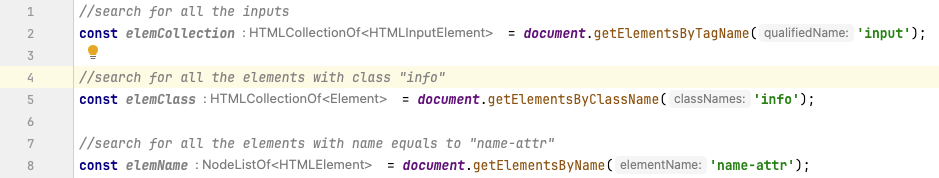 1 //search for all the inputs
2 const elemCollection : HTMLCollectionOf<HTMLInputElement> = document.getElementsByTagName( qualifiedName: 'input');
3
4 //search for all the elements with class "info"
5 const elemClass : HTMLCollectionOf<Element> = document.getElementsByClassName( classNames: 'info');
6
7 //search for all the elements with name equals to "name-attr"
8 const elemName : NodeListOf<HTMLElement> = document.getElementsByName( elementName: 'name-attr');